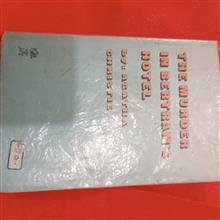 THE MURDER
IN BERTRAM'S
HOTEL
BY: AGATHA
CHRISTIE